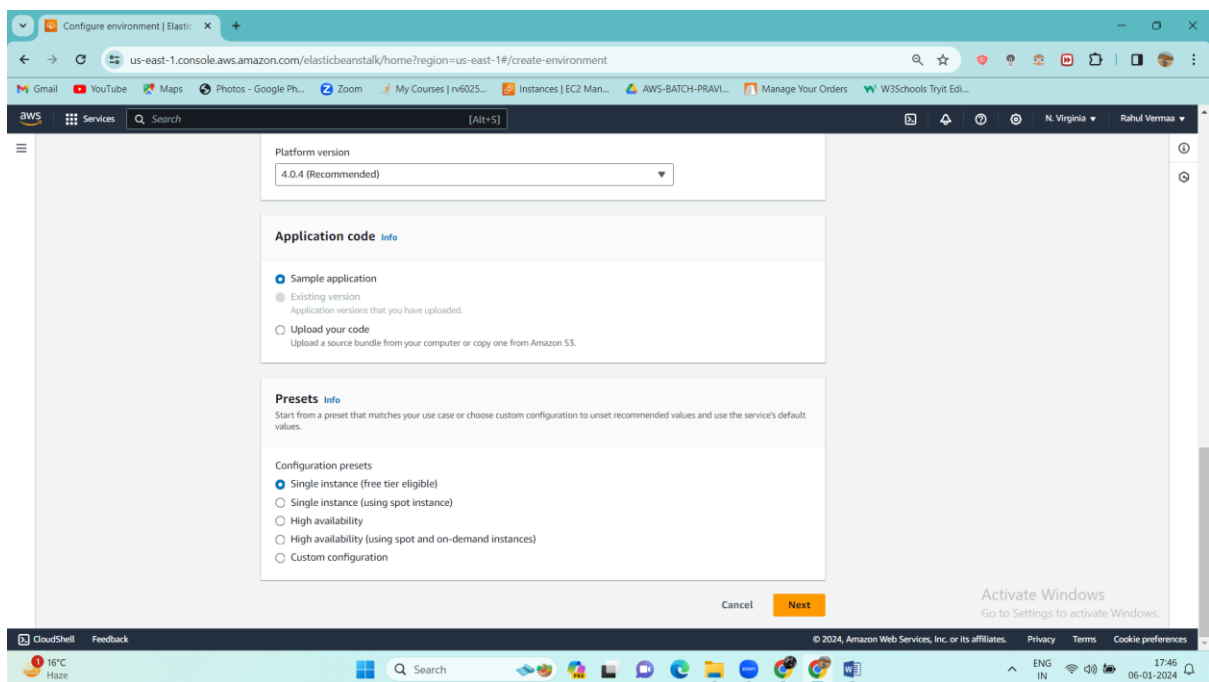 Configure environment | Elastic
us-east-1.console.aws.amazon.com/elasticbeanstalk/home?region=us-east-1#/create-environment
Gmail YouTube Maps Photos - Google Ph... Zoom My Courses | rv6025... Instances | EC2 Man... AWS-BATCH-PRAVI... Manage Your Orders W3Schools Tryit Edi...
aws Services Search [Alt+S] N. Virginia Rahul Vermaa
Platform version
4.0.4 (Recommended)
Application code Info
Sample application
Existing version
Application versions that you have uploaded.
Upload your code
Upload a source bundle from your computer or copy one from Amazon S3.
Presets Info
Start from a preset that matches your use case or choose custom configuration to unset recommended values and use the service's default
values.
Configuration presets
Single instance (free tier eligible)
Single instance (using spot instance)
High availability
High availability (using spot and on-demand instances)
Custom configuration
Cancel Next
Activate Windows
Go to Settings to activate Windows.
CloudShell Feedback © 2024, Amazon Web Services, Inc. or its affiliates. Privacy Terms Cookie preferences
1 16°C Search ENG 17:46
Haze IN 06-01-2024